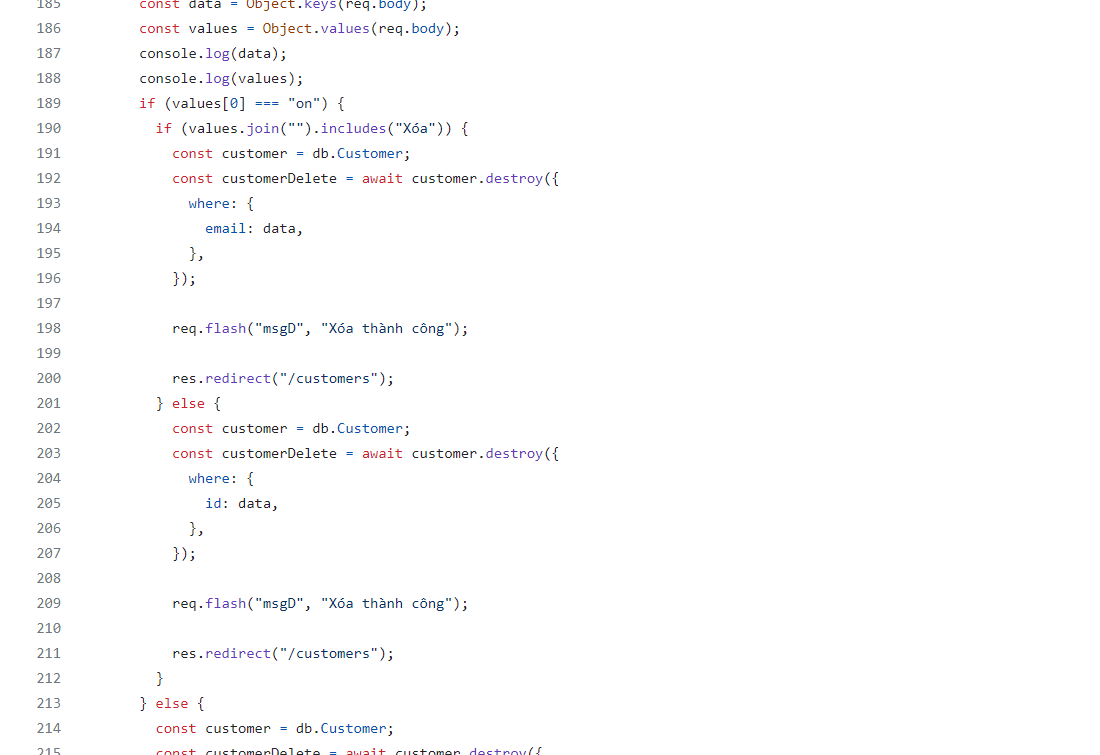 185 const data = Object.keys(req.body);
186 const values = Object.values(req.body);
187 console.log(data);
188 console.log(values);
189 if (values[0] === "on") {
190 if (values.join("").includes("Xóa")) {
191 const customer = db.Customer;
192 const customerDelete = await customer.destroy({
193 where: {
194 email: data,
195 },
196 });
197
198 req.flash("msgD", "Xóa thành công");
199
200 res.redirect("/customers");
201 } else {
202 const customer = db.Customer;
203 const customerDelete = await customer.destroy({
204 where: {
205 id: data,
206 },
207 });
208
209 req.flash("msgD", "Xóa thành công");
210
211 res.redirect("/customers");
212 }
213 } else {
214 const customer = db.Customer;
215 const customerDelete = await customer.destroy({